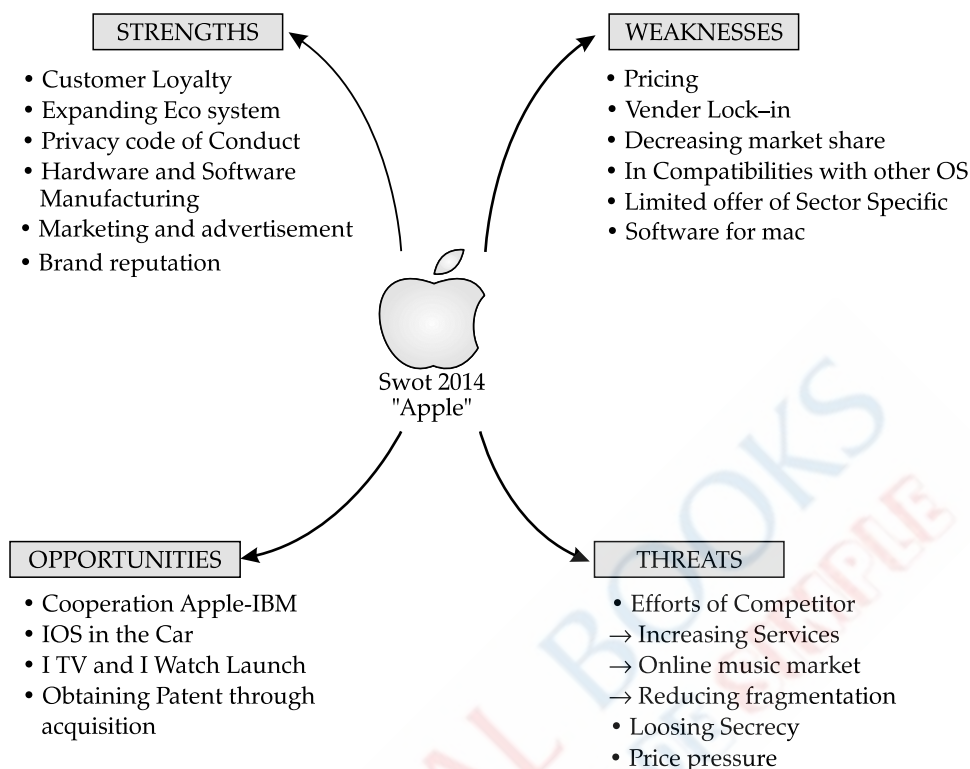 STRENGTHS
• Customer Loyalty
• Expanding Eco system
• Privacy code of Conduct
• Hardware and Software
Manufacturing
• Marketing and advertisement
• Brand reputation
WEAKNESSES
• Pricing
• Vender Lock–in
• Decreasing market share
• In Compatibilities with other OS
• Limited offer of Sector Specific
• Software for mac
Swot 2014
"Apple"
OPPORTUNITIES
• Cooperation Apple-IBM
• IOS in the Car
• I TV and I Watch Launch
• Obtaining Patent through
acquisition
THREATS
• Efforts of Competitor
→ Increasing Services
→ Online music market
→ Reducing fragmentation
• Loosing Secrecy
• Price pressure
BOOKS
SIMPLE